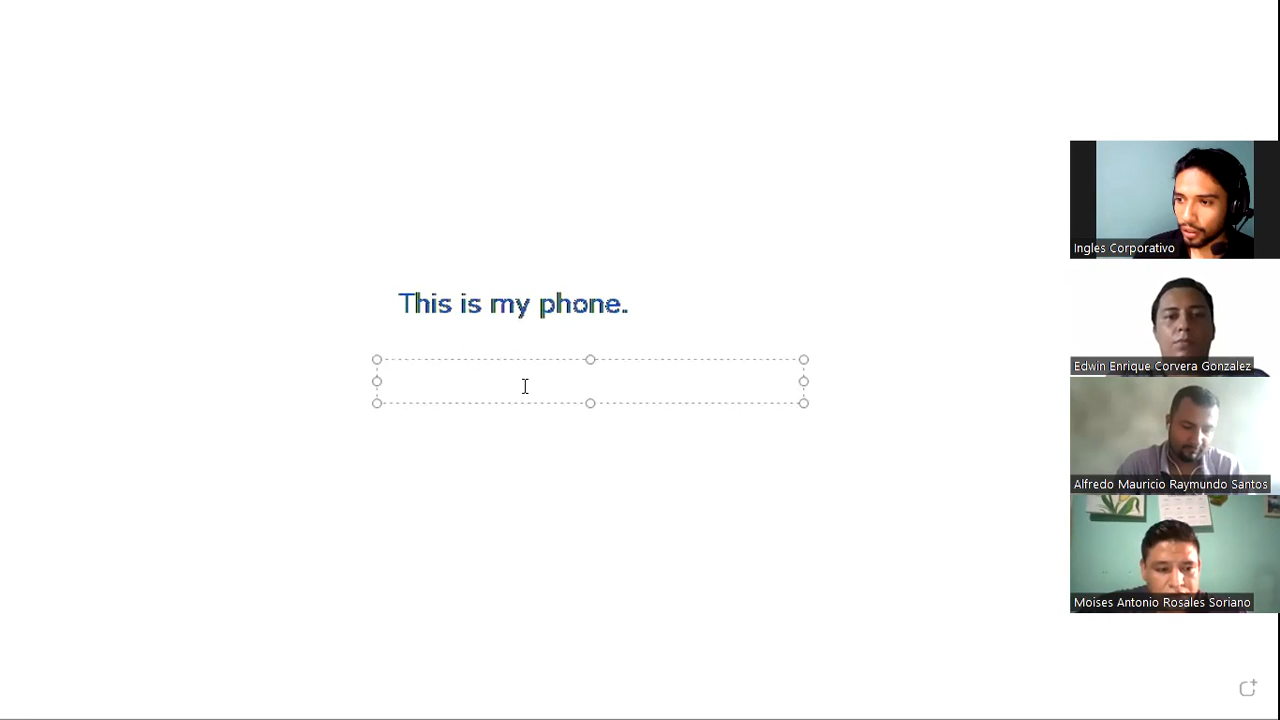 This is my phone.
Ingles Corporativo
Edwin Enrique Corvera Gonzalez
Alfredo Mauricio Raymundo Santos
Moises Antonio Rosales Soriano